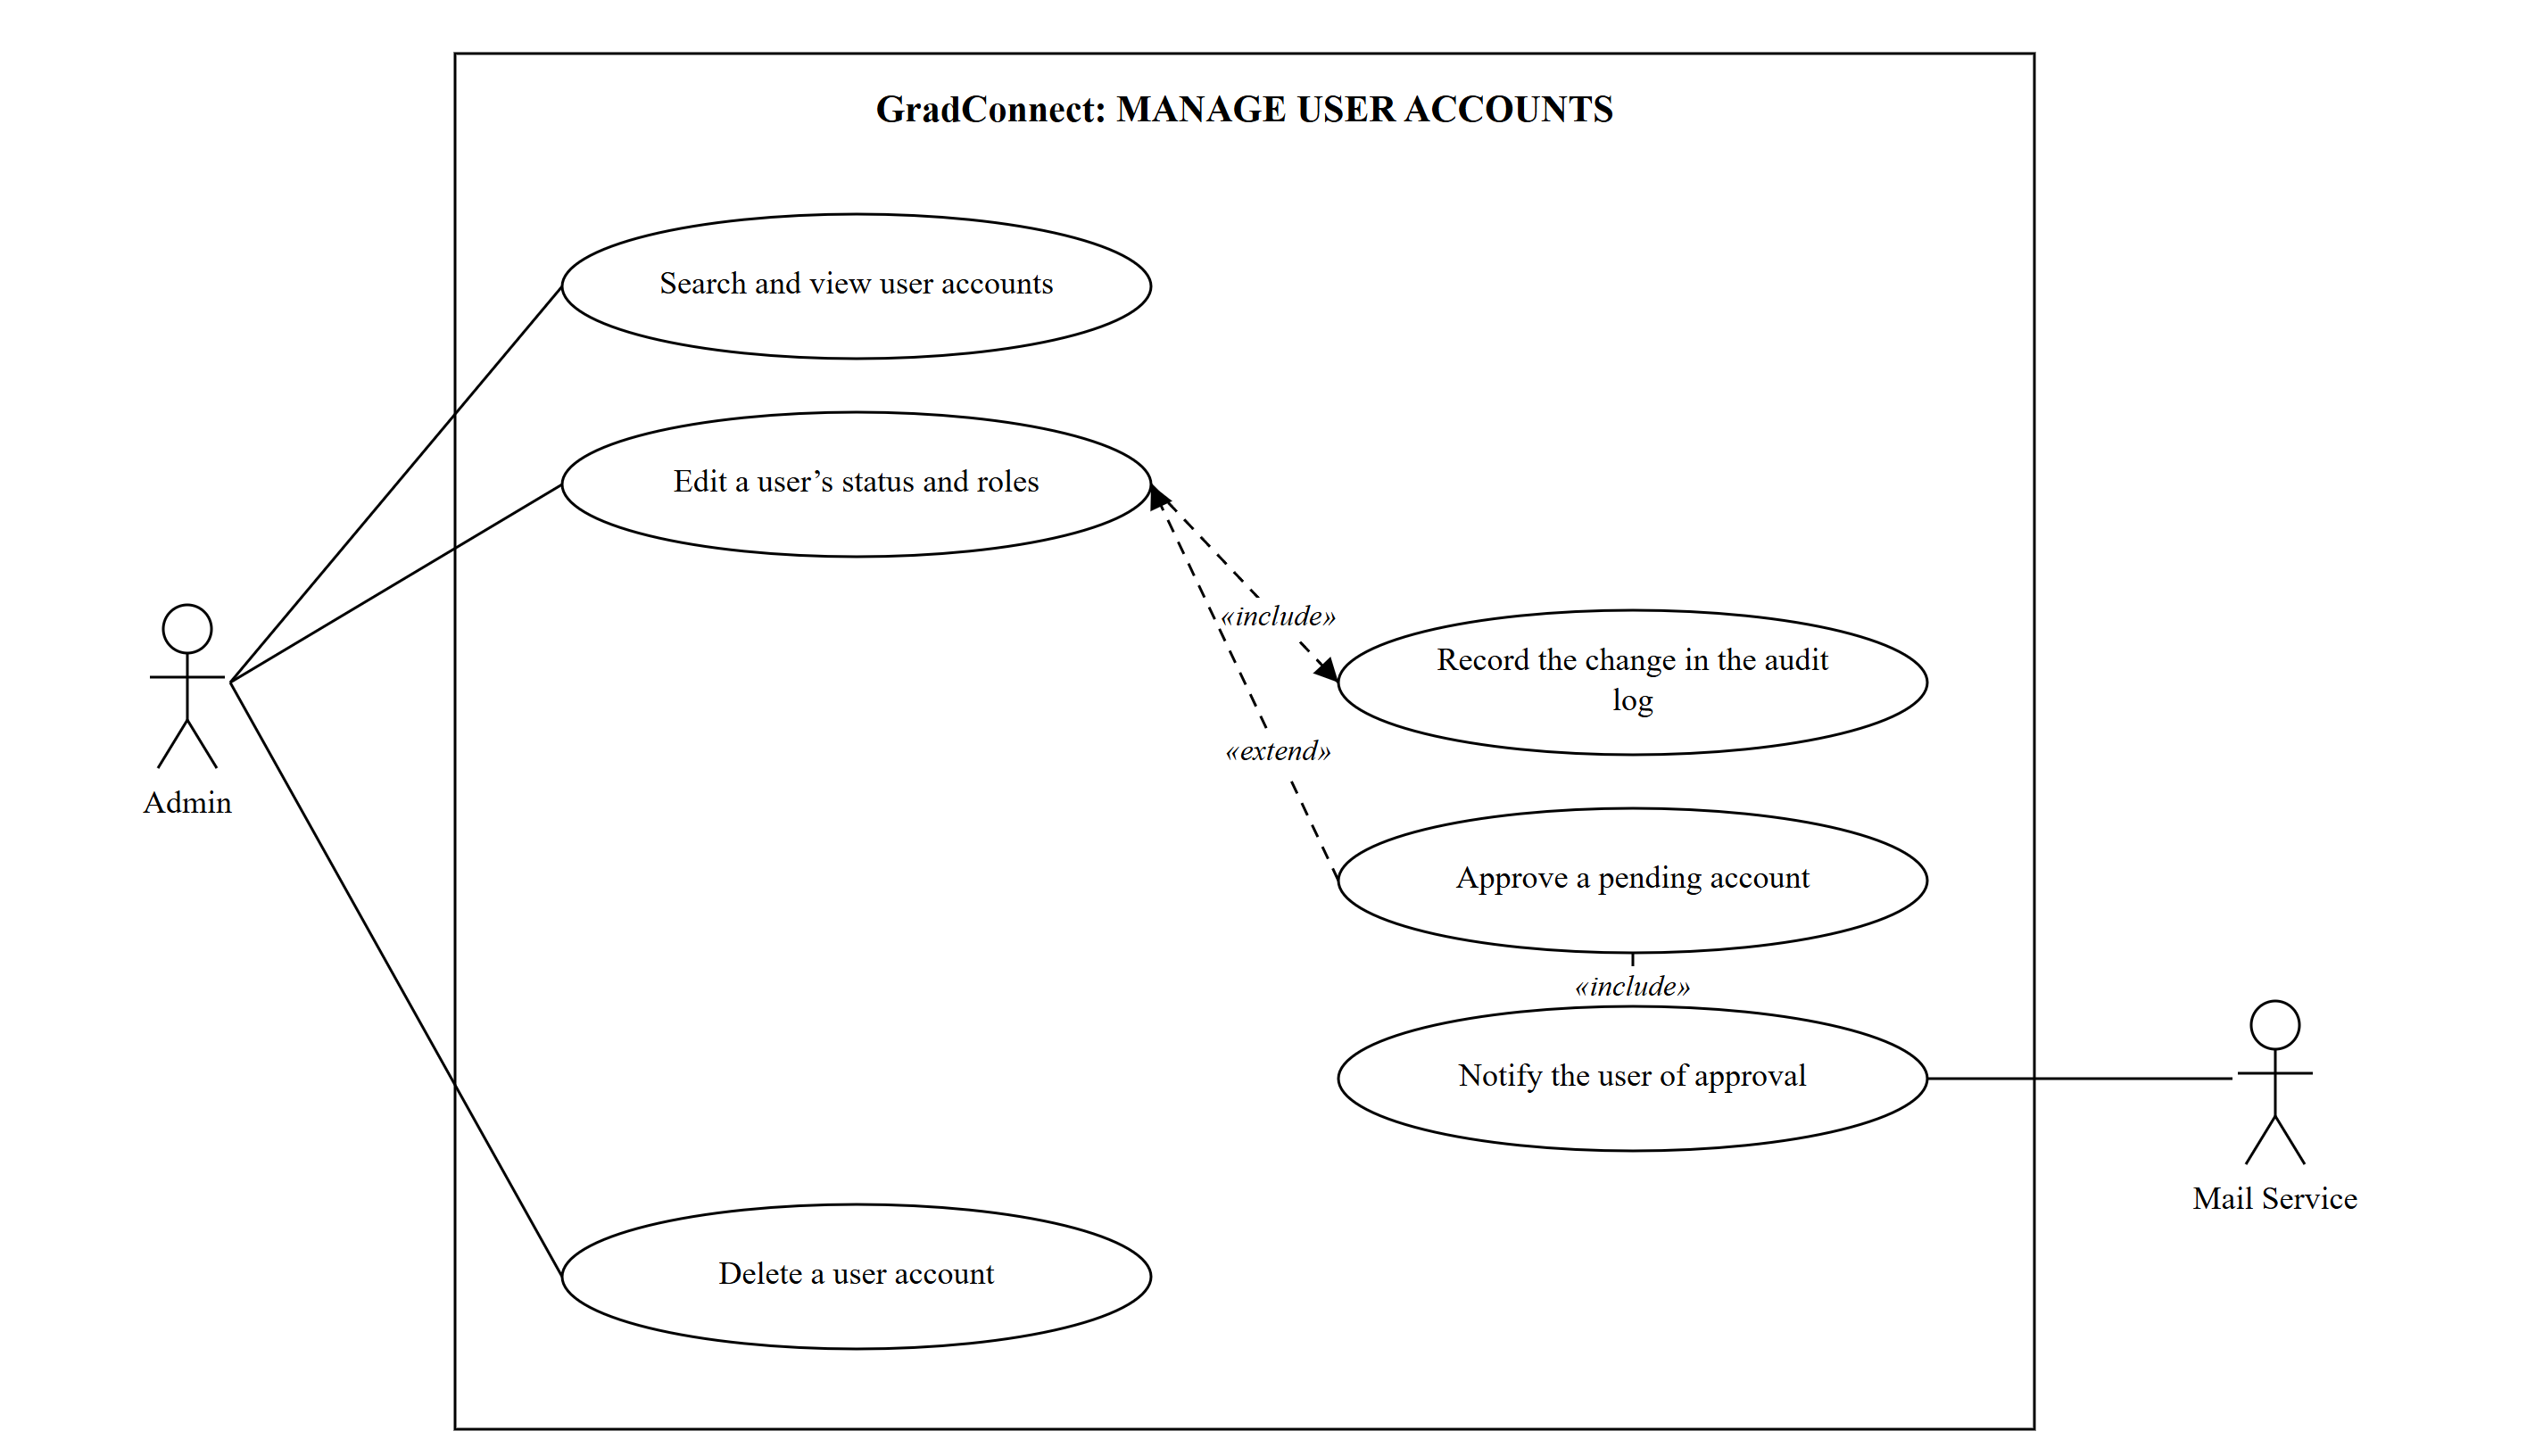 GradConnect: MANAGE USER ACCOUNTS
Search and view user accounts
Edit a user’s status and roles
«include»
Record the change in the audit
log
«extend»
Admin
Approve a pending account
«include»
Notify the user of approval
Mail Service
Delete a user account